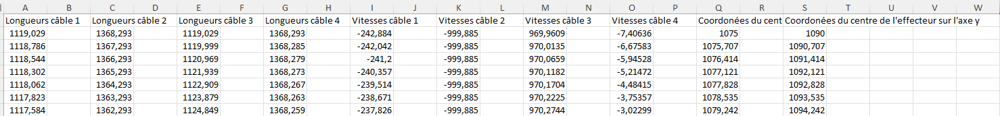 A B C D E F G H I J K L M N O P Q R S T U V W
Longueurs câble 1 Longueurs câble 2 Longueurs câble 3 Longueurs câble 4 Vitesses câble 1 Vitesses câble 2 Vitesses câble 3 Vitesses câble 4 Coordonées du cent Coordonées du centre de l'effecteur sur l'axe y
1119,029 1368,293 1119,029 1368,293 -242,884 -999,885 969,9609 -7,40636 1075 1090
1118,786 1367,293 1119,999 1368,285 -242,042 -999,885 970,0135 -6,67583 1075,707 1090,707
1118,544 1366,293 1120,969 1368,279 -241,2 -999,885 970,0659 -5,94528 1076,414 1091,414
1118,302 1365,293 1121,939 1368,273 -240,357 -999,885 970,1182 -5,21472 1077,121 1092,121
1118,062 1364,293 1122,909 1368,267 -239,514 -999,885 970,1704 -4,48415 1077,828 1092,828
1117,823 1363,293 1123,879 1368,263 -238,671 -999,885 970,2225 -3,75357 1078,535 1093,535
1117,584 1362,293 1124,849 1368,259 -237,826 -999,885 970,2744 -3,02299 1079,242 1094,242